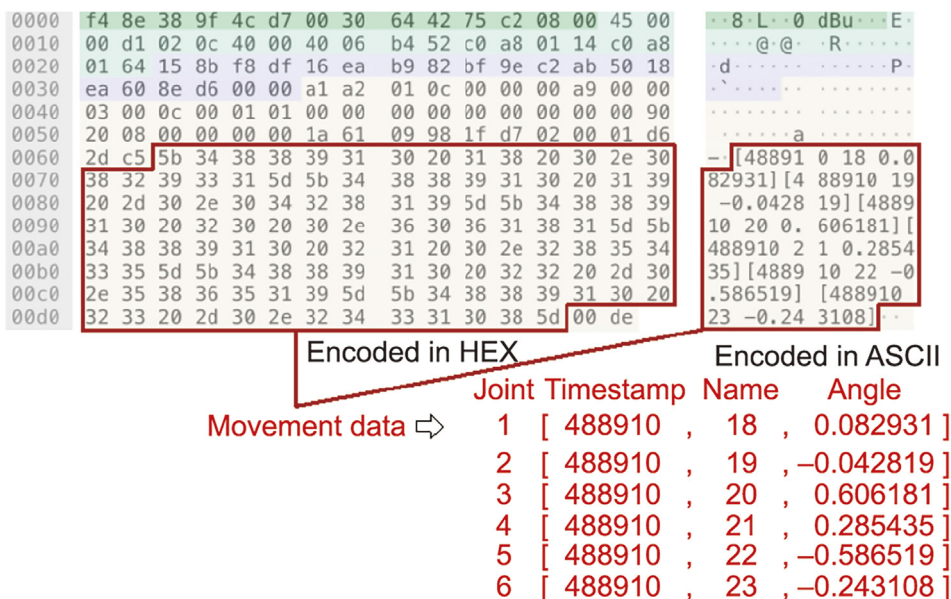 0000 f4 8e 38 9f 4c d7 00 30 64 42 75 c2 08 00 45 00 ··8·L··0 dBu···E·
0010 00 d1 02 0c 40 00 40 06 b4 52 c0 a8 01 14 c0 a8 ····@·@· ·R······
0020 01 64 15 8b f8 df 16 ea b9 82 bf 9e c2 ab 50 18 ·d······ ······P·
0030 ea 60 8e d6 00 00 a1 a2 01 0c 00 00 00 a9 00 00 ·`······ ········
0040 03 00 0c 00 01 01 00 00 00 00 00 00 00 00 00 90 ········ ········
0050 20 08 00 00 00 00 1a 61 09 98 1f d7 02 00 01 d6 ·······a ········
0060 2d c5 5b 34 38 38 39 31 30 20 31 38 20 30 2e 30 -·[48891 0 18 0.0
0070 38 32 39 33 31 5d 5b 34 38 38 39 31 30 20 31 39 82931][4 88910 19
0080 20 2d 30 2e 30 34 32 38 31 39 5d 5b 34 38 38 39 -0.0428 19][4889
0090 31 30 20 32 30 20 30 2e 36 30 36 31 38 31 5d 5b 10 20 0. 606181][
00a0 34 38 38 39 31 30 20 32 31 20 30 2e 32 38 35 34 488910 2 1 0.2854
00b0 33 35 5d 5b 34 38 38 39 31 30 20 32 32 20 2d 30 35][4889 10 22 -0
00c0 2e 35 38 36 35 31 39 5d 5b 34 38 38 39 31 30 20 .586519] [488910
00d0 32 33 20 2d 30 2e 32 34 33 31 30 38 5d 00 de 23 -0.24 3108]··
Encoded in HEX Encoded in ASCII
Joint Timestamp Name Angle
Movement data ⇨ 1 [ 488910 , 18 , 0.082931 ]
2 [ 488910 , 19 , –0.042819 ]
3 [ 488910 , 20 , 0.606181 ]
4 [ 488910 , 21 , 0.285435 ]
5 [ 488910 , 22 , –0.586519 ]
6 [ 488910 , 23 , –0.243108 ]